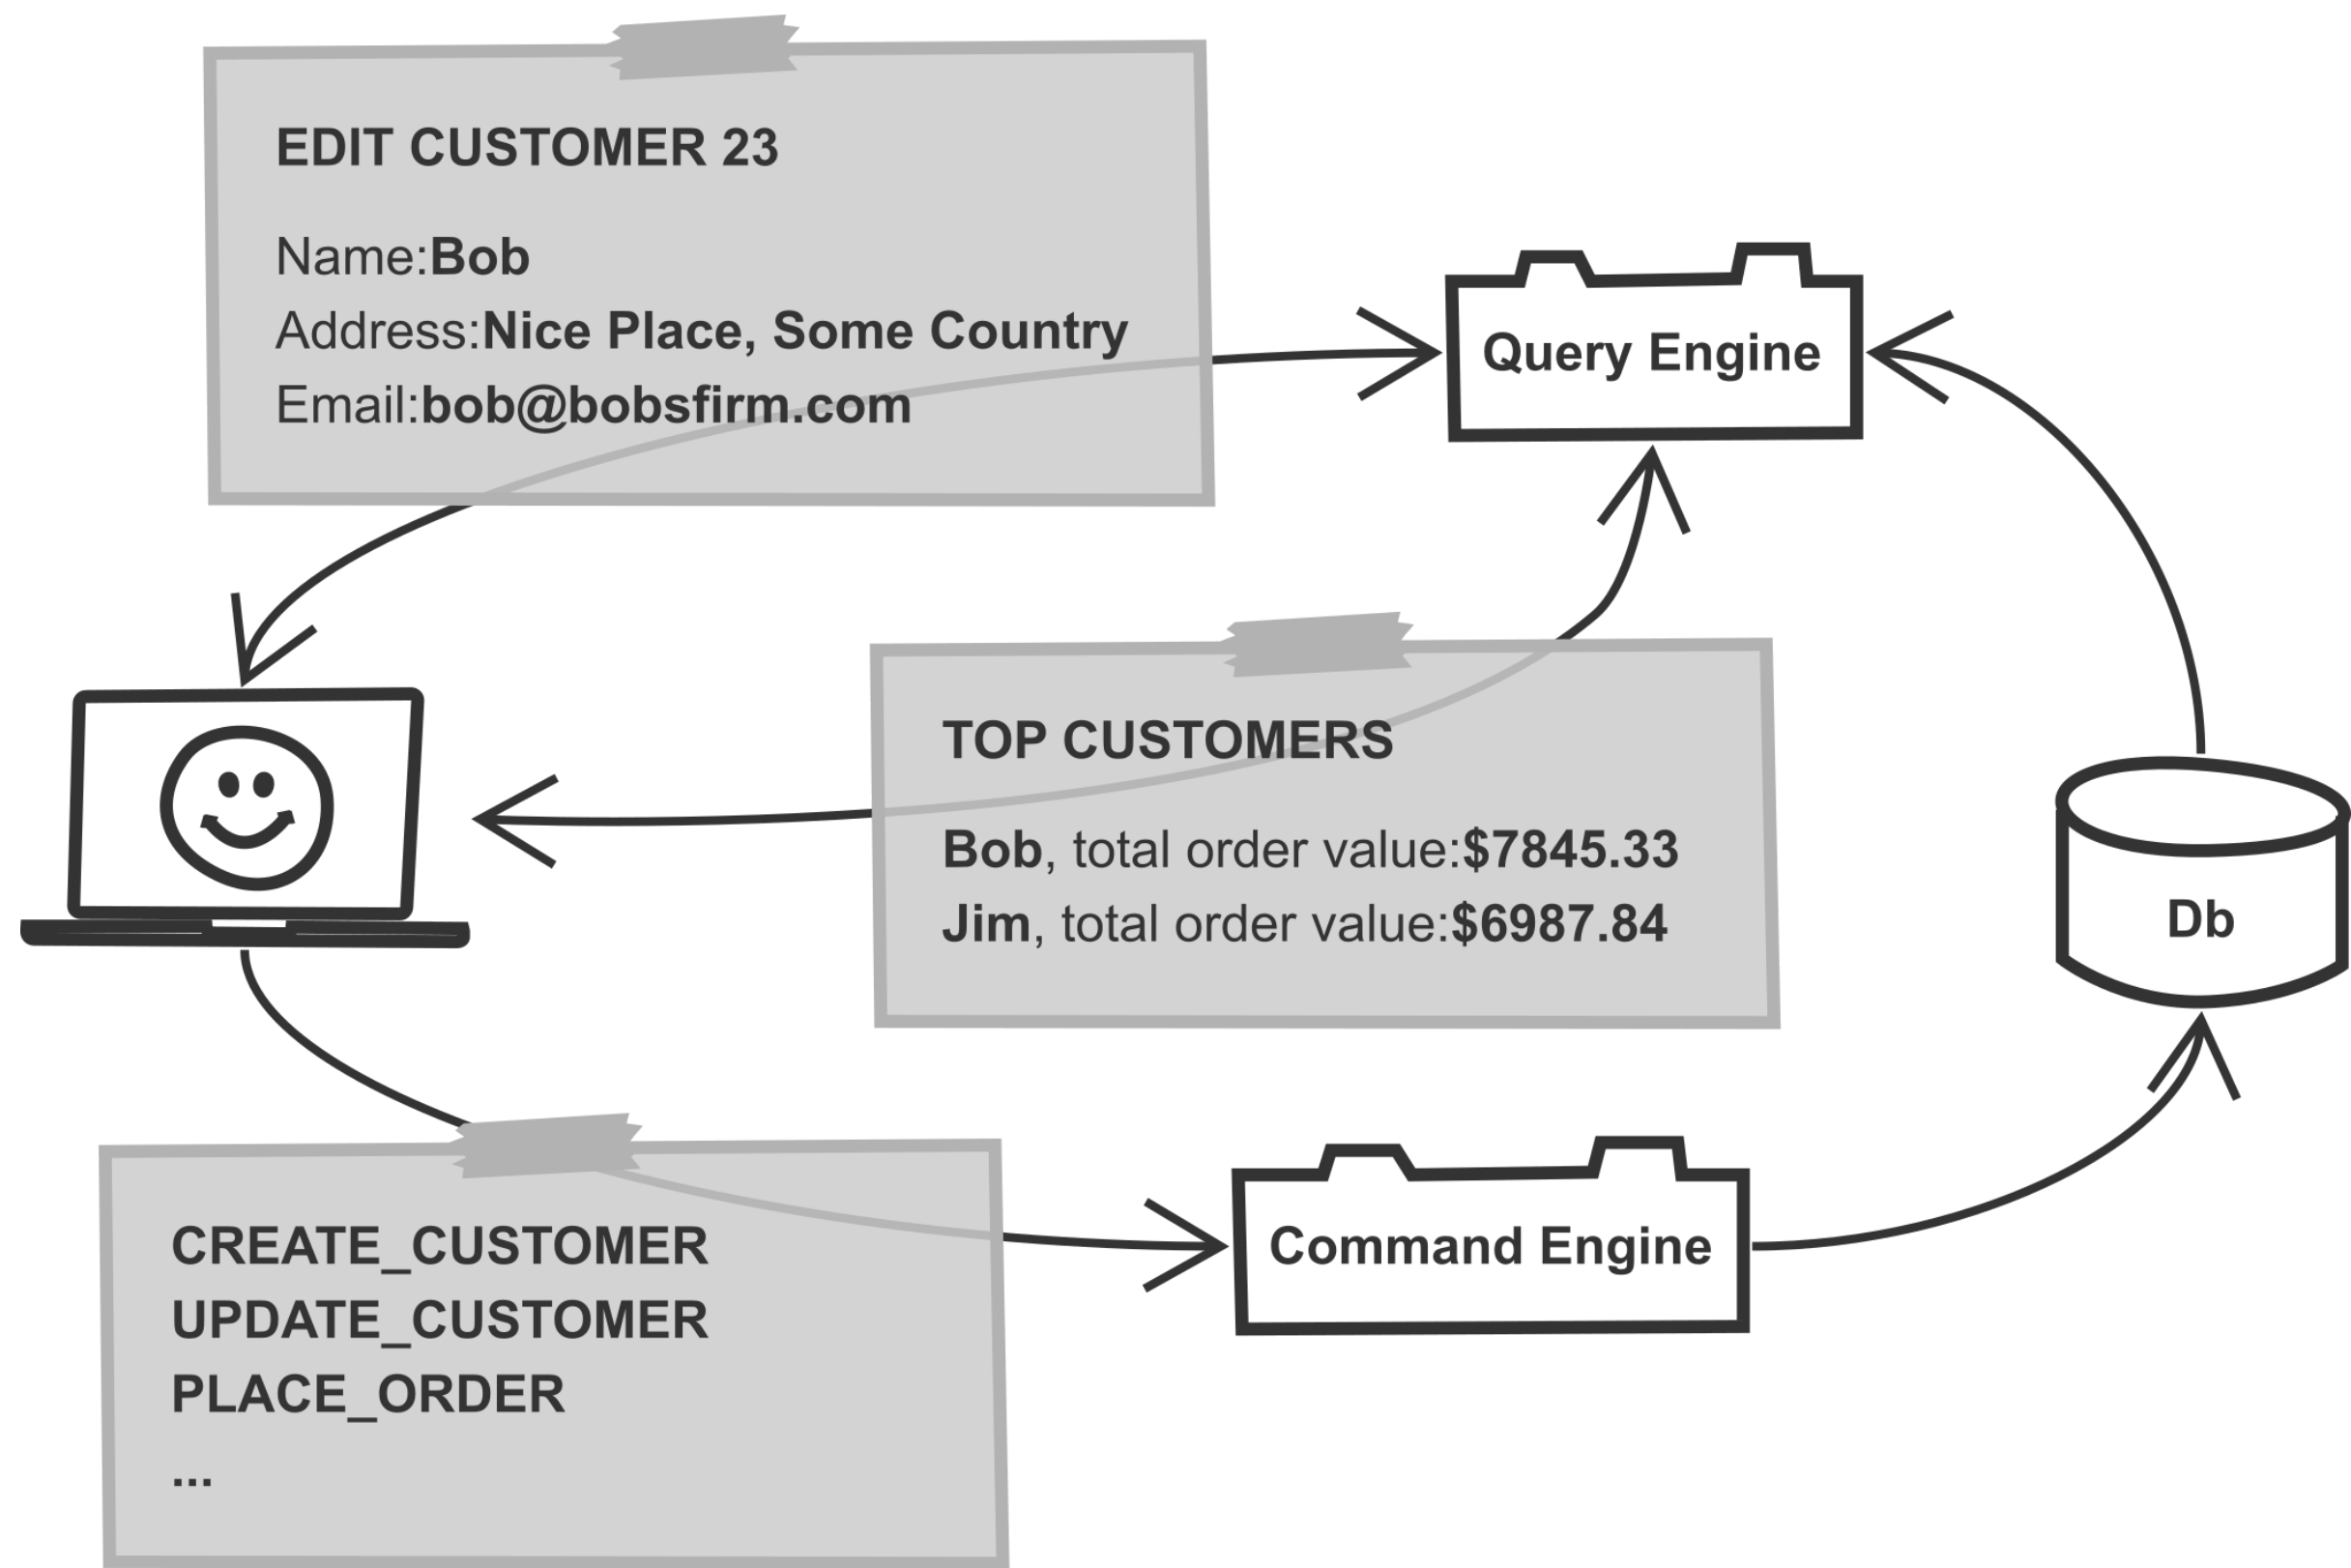 EDIT CUSTOMER 23
Name:Bob
Address:Nice Place, Some Country
Email:bob@bobsfirm.com
Query Engine
TOP CUSTOMERS
Bob, total order value:$7845.33
Jim, total order value:$6987.84
Db
CREATE_CUSTOMER
UPDATE_CUSTOMER
PLACE_ORDER
...
Command Engine